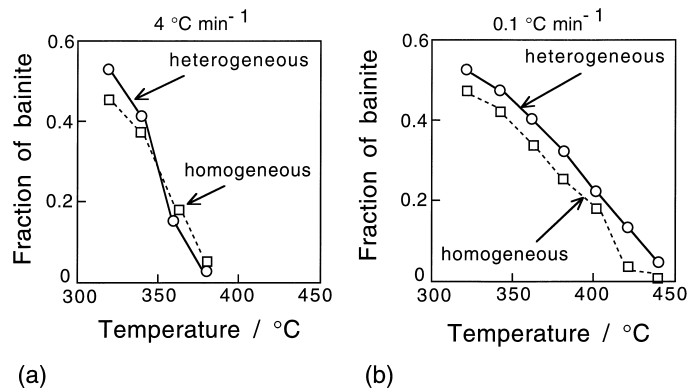 4 °C min⁻¹
0.6
0.4
0.2
0
Fraction of bainite
heterogeneous
homogeneous
300
350
400
450
Temperature / °C
(a)
0.1 °C min⁻¹
0.6
0.4
0.2
0
Fraction of bainite
heterogeneous
homogeneous
300
350
400
450
Temperature / °C
(b)